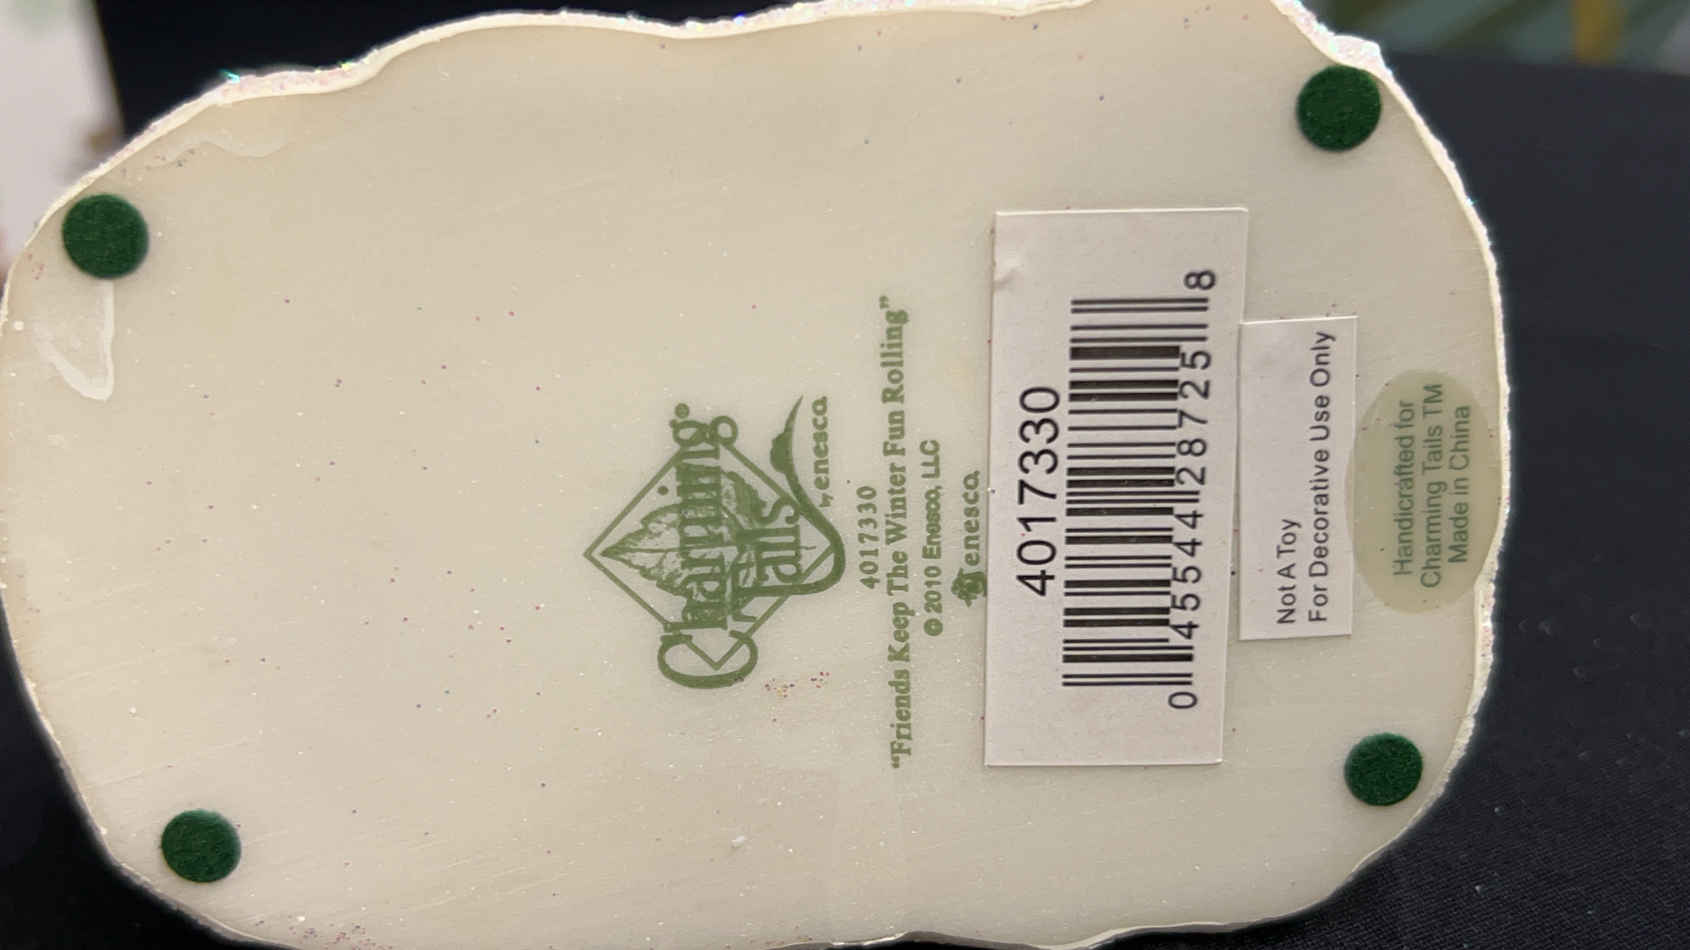 Charming®
Tails
by enesco.
4017330
“Friends Keep The Winter Fun Rolling”
© 2010 Enesco, LLC
enesco.
4017330
0 45544 28725 8
Not A Toy
For Decorative Use Only
Handicrafted for
Charming Tails TM
Made in China